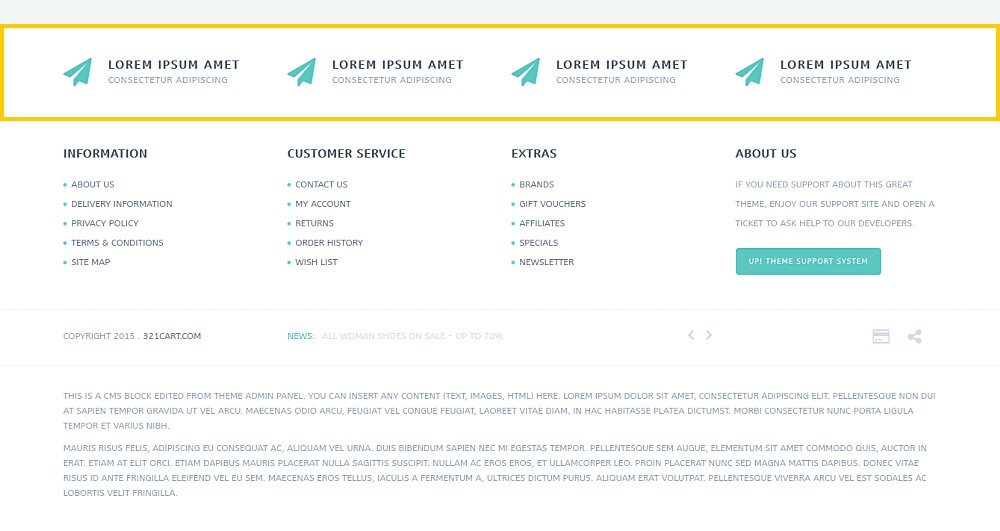 LOREM IPSUM AMET
CONSECTETUR ADIPISCING
LOREM IPSUM AMET
CONSECTETUR ADIPISCING
LOREM IPSUM AMET
CONSECTETUR ADIPISCING
LOREM IPSUM AMET
CONSECTETUR ADIPISCING
INFORMATION
ABOUT US
DELIVERY INFORMATION
PRIVACY POLICY
TERMS & CONDITIONS
SITE MAP
CUSTOMER SERVICE
CONTACT US
MY ACCOUNT
RETURNS
ORDER HISTORY
WISH LIST
EXTRAS
BRANDS
GIFT VOUCHERS
AFFILIATES
SPECIALS
NEWSLETTER
ABOUT US
IF YOU NEED SUPPORT ABOUT THIS GREAT
THEME, ENJOY OUR SUPPORT SITE AND OPEN A
TICKET TO ASK HELP TO OUR DEVELOPERS.
UP! THEME SUPPORT SYSTEM
COPYRIGHT 2015 . 321CART.COM
NEWS: ALL WOMAN SHOES ON SALE - UP TO 70%
THIS IS A CMS BLOCK EDITED FROM THEME ADMIN PANEL. YOU CAN INSERT ANY CONTENT (TEXT, IMAGES, HTML) HERE. LOREM IPSUM DOLOR SIT AMET, CONSECTETUR ADIPISCING ELIT. PELLENTESQUE NON DUI
AT SAPIEN TEMPOR GRAVIDA UT VEL ARCU. MAECENAS ODIO ARCU, FEUGIAT VEL CONGUE FEUGIAT, LAOREET VITAE DIAM. IN HAC HABITASSE PLATEA DICTUMST. MORBI CONSECTETUR NUNC PORTA LIGULA
TEMPOR ET VARIUS NIBH.
MAURIS RISUS FELIS, ADIPISCING EU CONSEQUAT AC, ALIQUAM VEL URNA. DUIS BIBENDUM SAPIEN NEC MI EGESTAS TEMPOR. PELLENTESQUE SEM AUGUE, ELEMENTUM SIT AMET COMMODO QUIS, AUCTOR IN
ERAT. ETIAM AT ELIT ORCI. ETIAM DAPIBUS MAURIS PLACERAT NULLA SAGITTIS SUSCIPIT. NULLAM AC EROS EROS, ET ULLAMCORPER LEO. PROIN PLACERAT NUNC SED MAGNA MATTIS DAPIBUS. DONEC VITAE
RISUS ID ANTE FRINGILLA ELEIFEND VEL EU SEM. MAECENAS EROS TELLUS, IACULIS A FERMENTUM A, ULTRICES DICTUM PURUS. ALIQUAM ERAT VOLUTPAT. PELLENTESQUE VIVERRA ARCU VEL EST SODALES AC
LOBORTIS VELIT FRINGILLA.